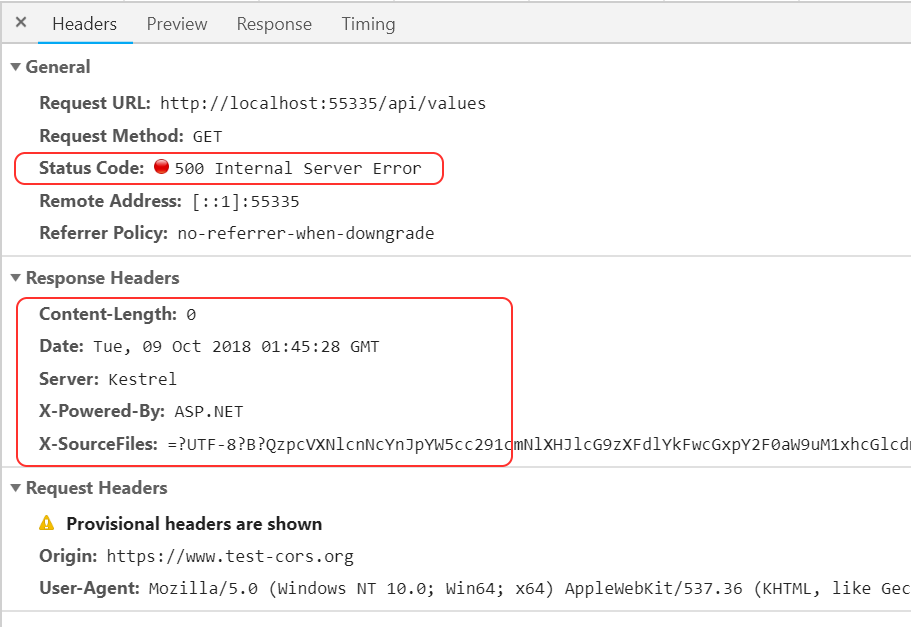 × Headers Preview Response Timing
▼ General
Request URL: http://localhost:55335/api/values
Request Method: GET
Status Code: 500 Internal Server Error
Remote Address: [::1]:55335
Referrer Policy: no-referrer-when-downgrade
▼ Response Headers
Content-Length: 0
Date: Tue, 09 Oct 2018 01:45:28 GMT
Server: Kestrel
X-Powered-By: ASP.NET
X-SourceFiles: =?UTF-8?B?QzpcVXNlcnNcYnJpYW5cc291cmNlXHJlcG9zXFdlYkFwcGxpY2F0aW9uM1xhcGlcdn
▼ Request Headers
Provisional headers are shown
Origin: https://www.test-cors.org
User-Agent: Mozilla/5.0 (Windows NT 10.0; Win64; x64) AppleWebKit/537.36 (KHTML, like Gec